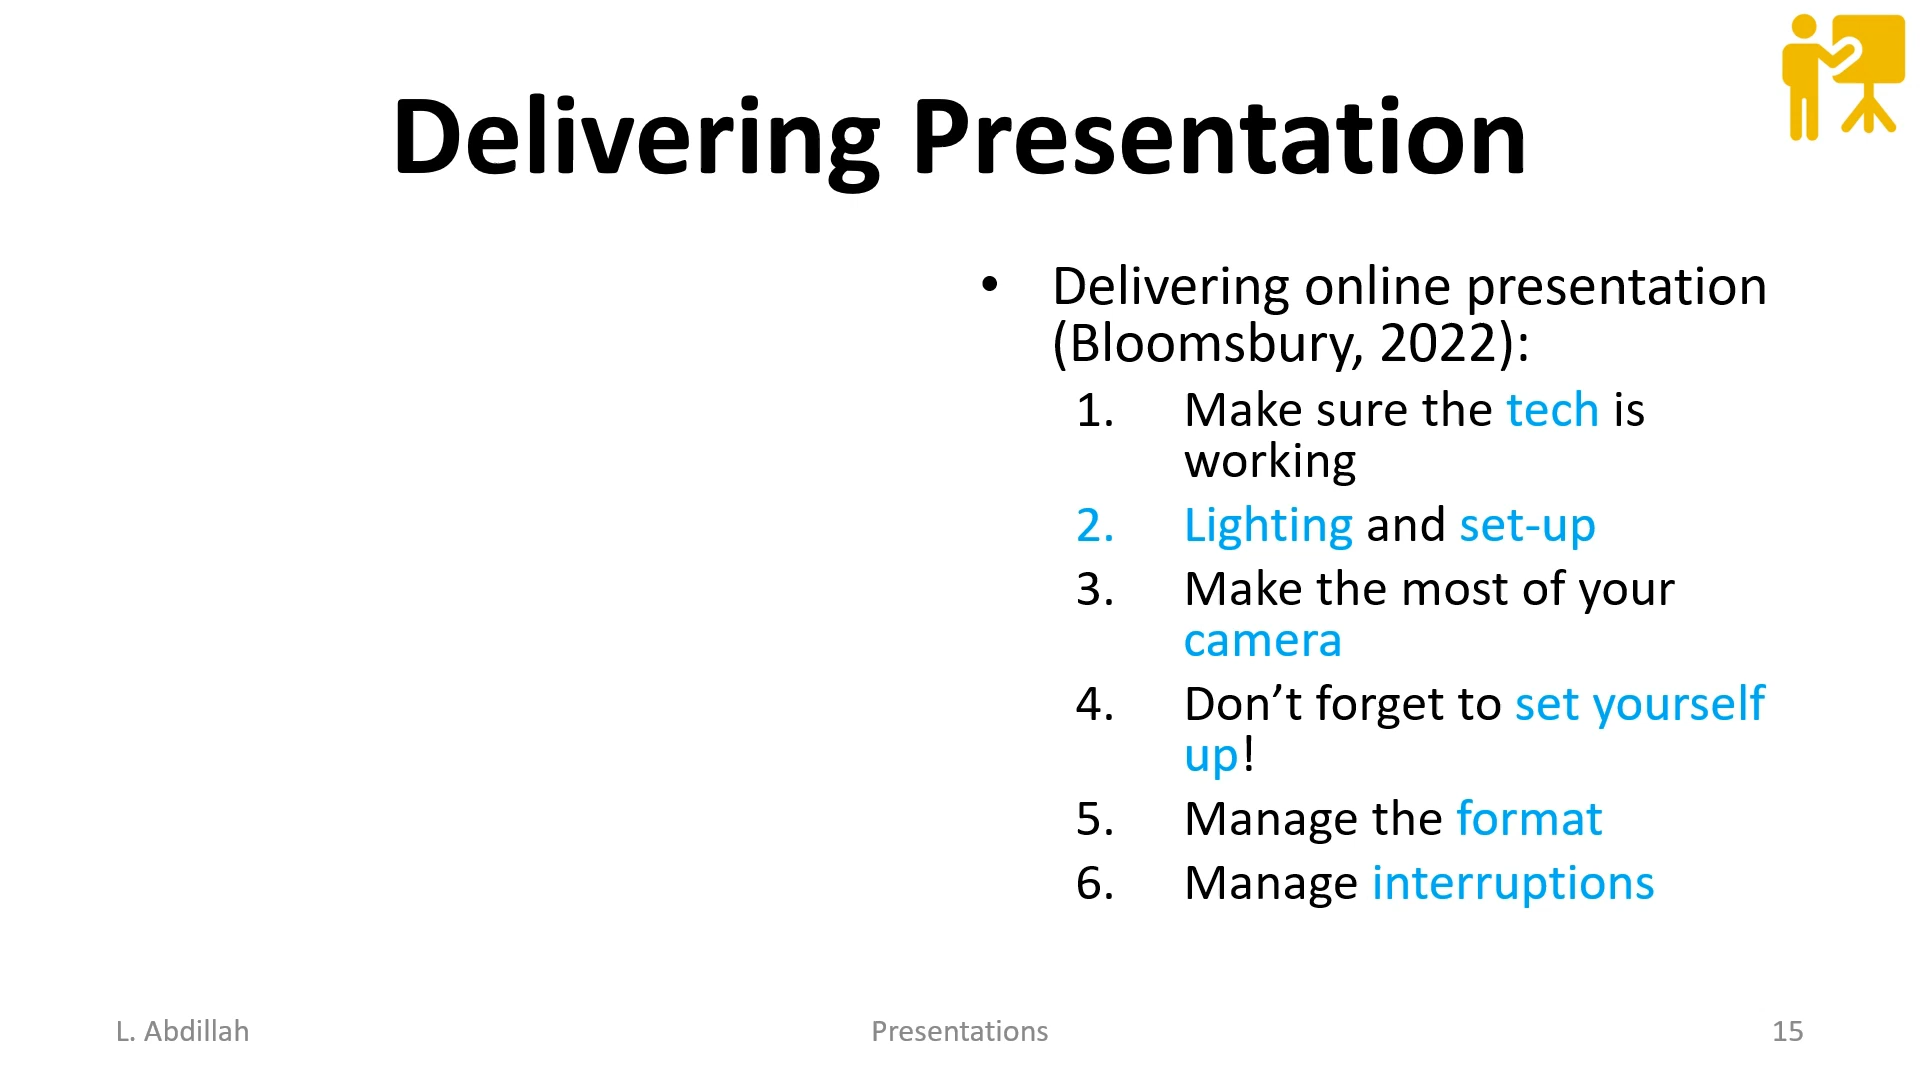 Delivering Presentation
• Delivering online presentation
(Bloomsbury, 2022):
1. Make sure the tech is
working
2. Lighting and set-up
3. Make the most of your
camera
4. Don’t forget to set yourself
up!
5. Manage the format
6. Manage interruptions
L. Abdillah
Presentations
15